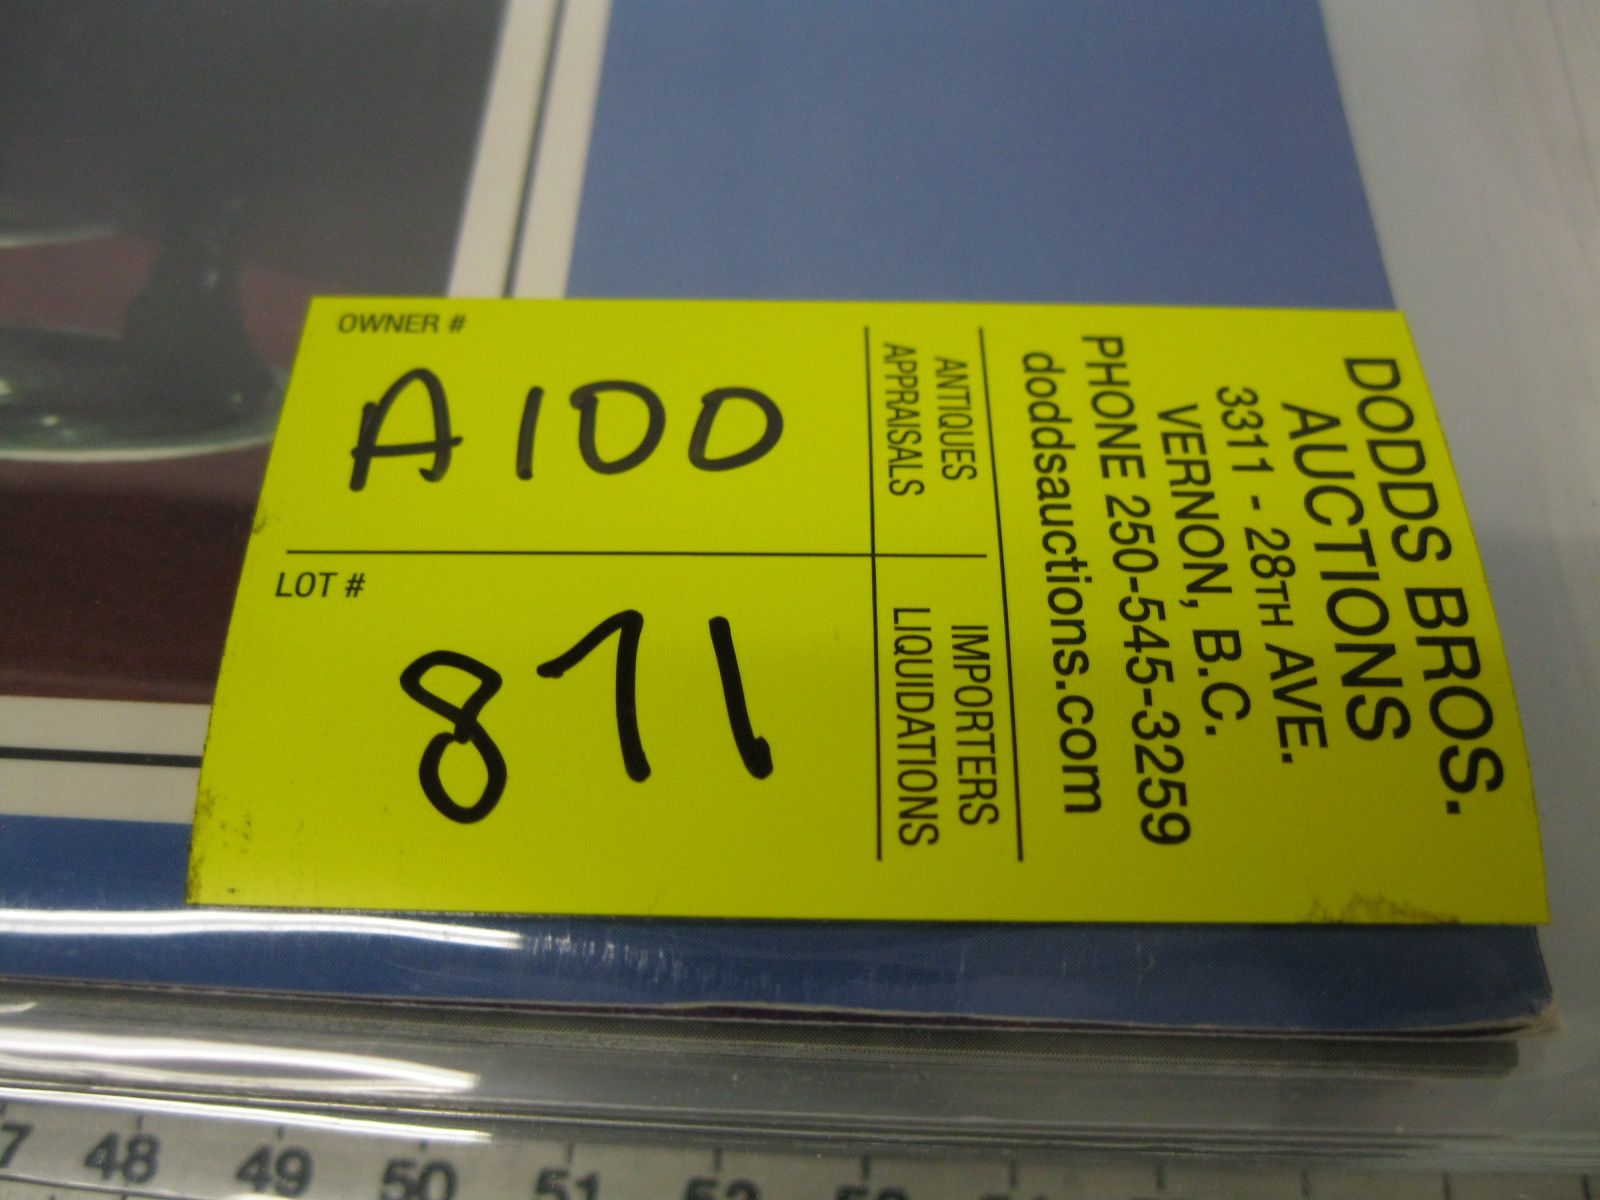 OWNER #
A100
LOT #
871
ANTIQUES
APPRAISALS
IMPORTERS
LIQUIDATIONS
DODDS BROS.
AUCTIONS
3311 - 28TH AVE.
VERNON, B.C.
PHONE 250-545-3259
doddsauctions.com
48 49 50 51 52